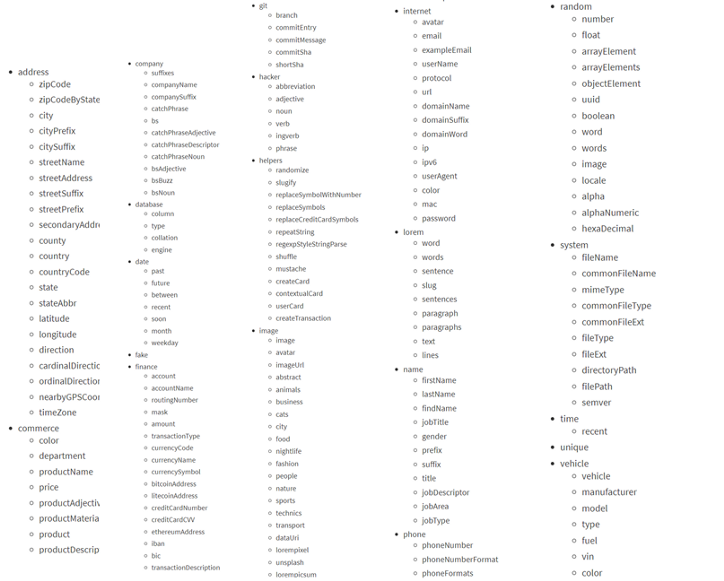 address
zipCode
zipCodeByState
city
cityPrefix
citySuffix
streetName
streetAddress
streetSuffix
streetPrefix
secondaryAddr
county
country
countryCode
state
stateAbbr
latitude
longitude
direction
cardinalDirectic
ordinalDirection
nearbyGPSCoor
timeZone
commerce
color
department
productName
price
productAdjectiv
productMateria
product
productDescrip
company
suffixes
companyName
companySuffix
catchPhrase
bs
catchPhraseAdjective
catchPhraseDescriptor
catchPhraseNoun
bsAdjective
bsBuzz
bsNoun
database
column
type
collation
engine
date
past
future
between
recent
soon
month
weekday
fake
finance
account
accountName
routingNumber
mask
amount
transactionType
currencyCode
currencyName
currencySymbol
bitcoinAddress
litecoinAddress
creditCardNumber
creditCardCVV
ethereumAddress
iban
bic
transactionDescription
git
branch
commitEntry
commitMessage
commitSha
shortSha
hacker
abbreviation
adjective
noun
verb
ingverb
phrase
helpers
randomize
slugify
replaceSymbolWithNumber
replaceSymbols
replaceCreditCardSymbols
repeatString
regexpStyleStringParse
shuffle
mustache
createCard
contextualCard
userCard
createTransaction
image
image
avatar
imageUrl
abstract
animals
business
cats
city
food
nightlife
fashion
people
nature
sports
technics
transport
dataUri
lorempixel
unsplash
lorempicsum
internet
avatar
email
exampleEmail
userName
protocol
url
domainName
domainSuffix
domainWord
ip
ipv6
userAgent
color
mac
password
lorem
word
words
sentence
slug
sentences
paragraph
paragraphs
text
lines
name
firstName
lastName
findName
jobTitle
gender
prefix
suffix
title
jobDescriptor
jobArea
jobType
phone
phoneNumber
phoneNumberFormat
phoneFormats
random
number
float
arrayElement
arrayElements
objectElement
uuid
boolean
word
words
image
locale
alpha
alphaNumeric
hexaDecimal
system
fileName
commonFileName
mimeType
commonFileType
commonFileExt
fileType
fileExt
directoryPath
filePath
semver
time
recent
unique
vehicle
vehicle
manufacturer
model
type
fuel
vin
color